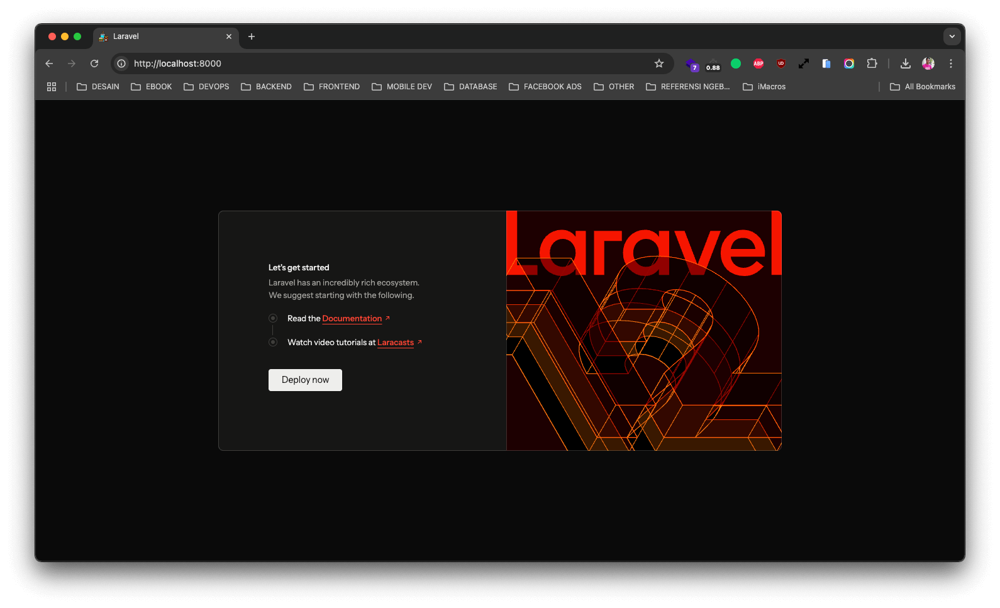 Laravel
http://localhost:8000
7
0.88
ABP
UD
DESAIN
EBOOK
DEVOPS
BACKEND
FRONTEND
MOBILE DEV
DATABASE
FACEBOOK ADS
OTHER
REFERENSI NGEB...
iMacros
All Bookmarks
Let's get started
Laravel has an incredibly rich ecosystem.
We suggest starting with the following.
Read the Documentation
Watch video tutorials at Laracasts
Deploy now
Laravel